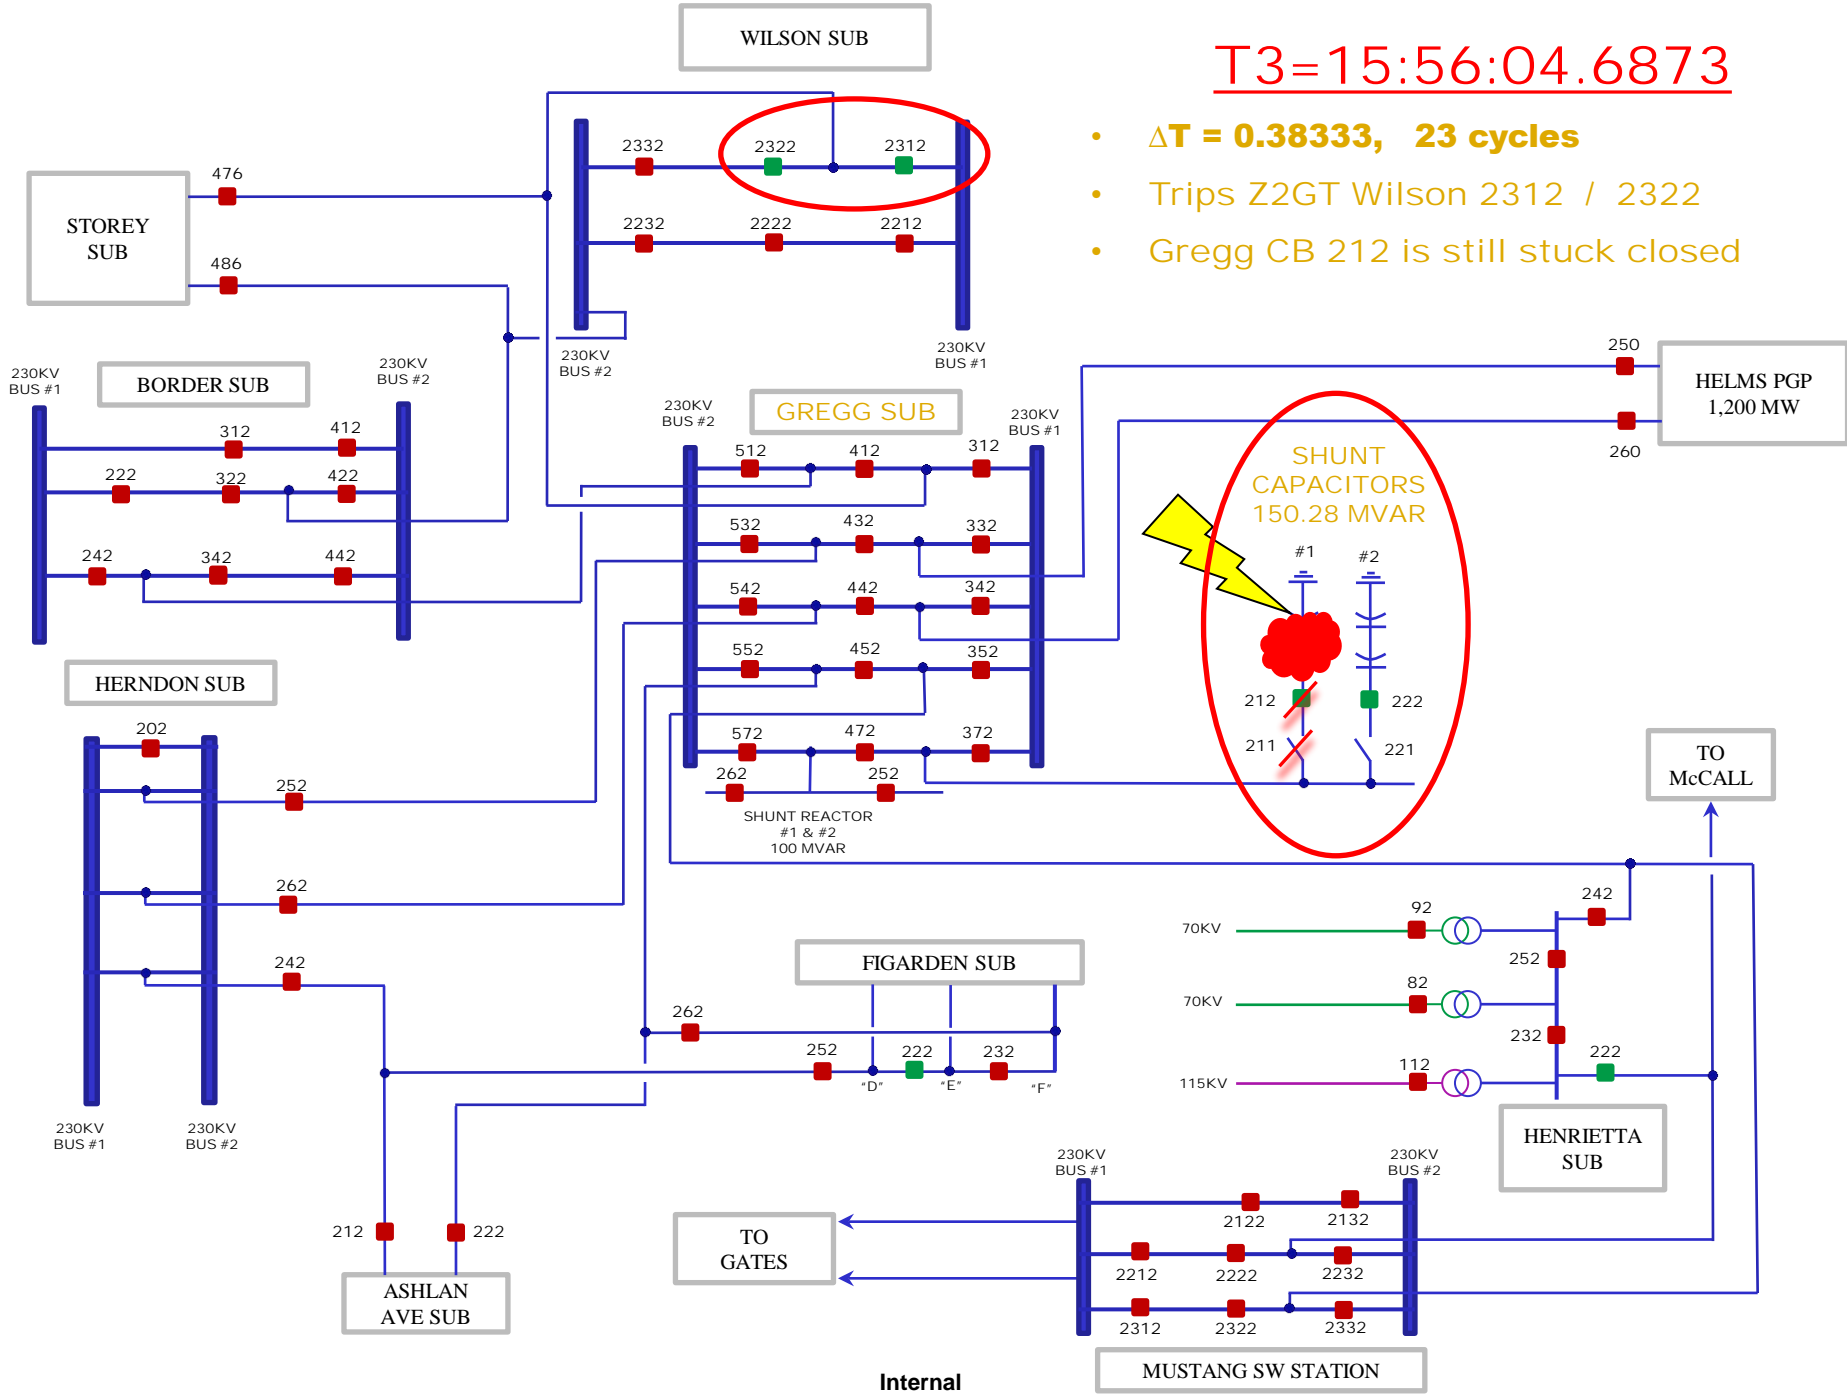 WILSON SUB
T3=15:56:04.6873
• ΔT = 0.38333, 23 cycles
• Trips Z2GT Wilson 2312 / 2322
• Gregg CB 212 is still stuck closed
2332
2322
2312
2232
2222
2212
230KV
BUS #2
230KV
BUS #1
STOREY
SUB
476
486
230KV
BUS #1
BORDER SUB
230KV
BUS #2
312
412
222
322
422
242
342
442
230KV
BUS #2
GREGG SUB
230KV
BUS #1
512
412
312
532
432
332
542
442
342
552
452
352
572
472
372
262
252
SHUNT REACTOR
#1 & #2
100 MVAR
250
260
HELMS PGP
1,200 MW
SHUNT
CAPACITORS
150.28 MVAR
#1
#2
212
222
211
221
HERNDON SUB
202
252
262
242
230KV
BUS #1
230KV
BUS #2
FIGARDEN SUB
262
252
222
232
"D"
"E"
"F"
212
222
ASHLAN
AVE SUB
TO
McCALL
242
92
70KV
252
82
70KV
232
222
112
115KV
HENRIETTA
SUB
230KV
BUS #1
230KV
BUS #2
TO
GATES
2122
2132
2212
2222
2232
2312
2322
2332
MUSTANG SW STATION
Internal